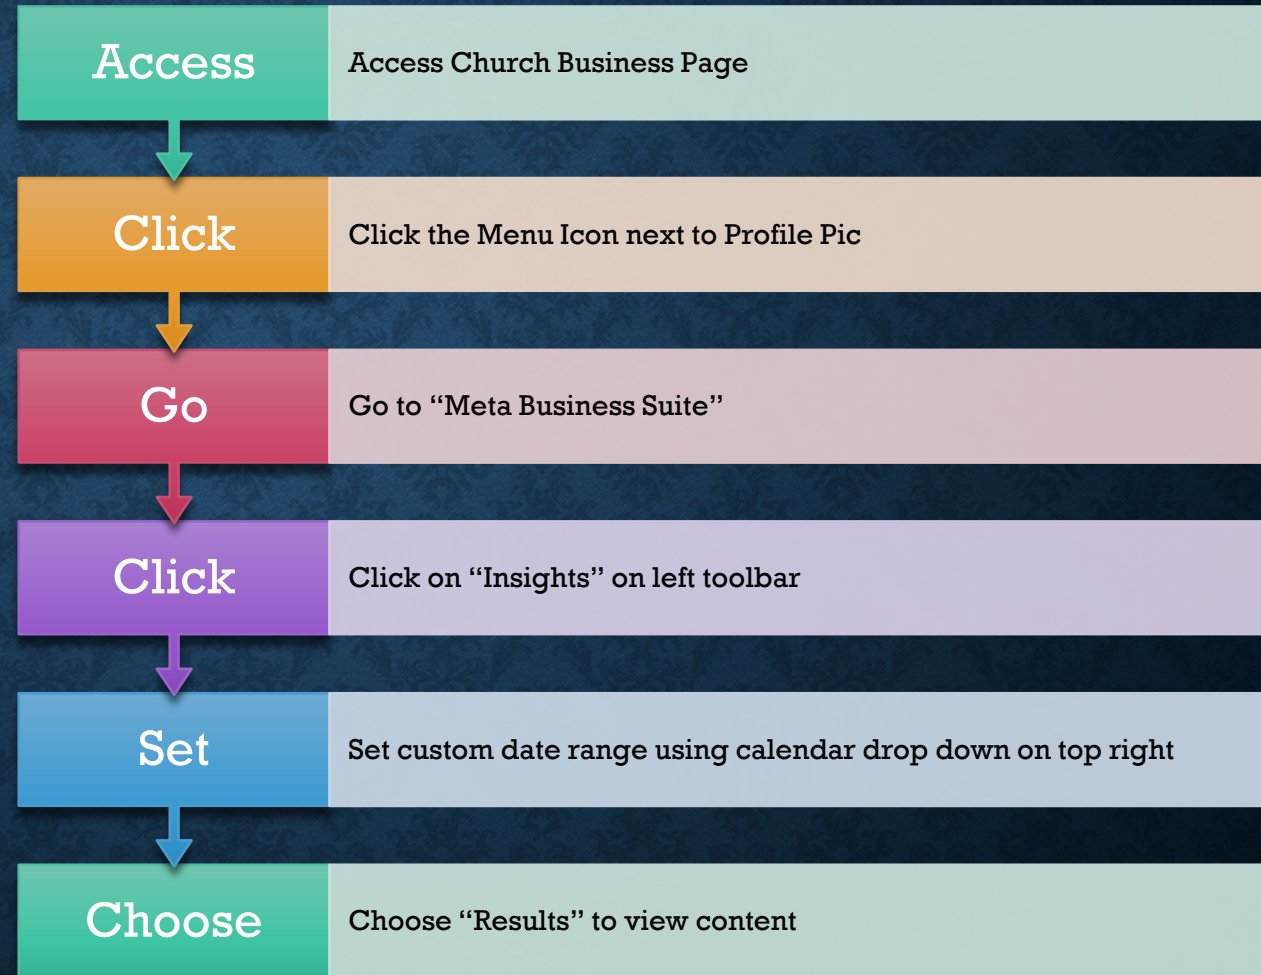 Access
Access Church Business Page
Click
Click the Menu Icon next to Profile Pic
Go
Go to “Meta Business Suite”
Click
Click on “Insights” on left toolbar
Set
Set custom date range using calendar drop down on top right
Choose
Choose “Results” to view content